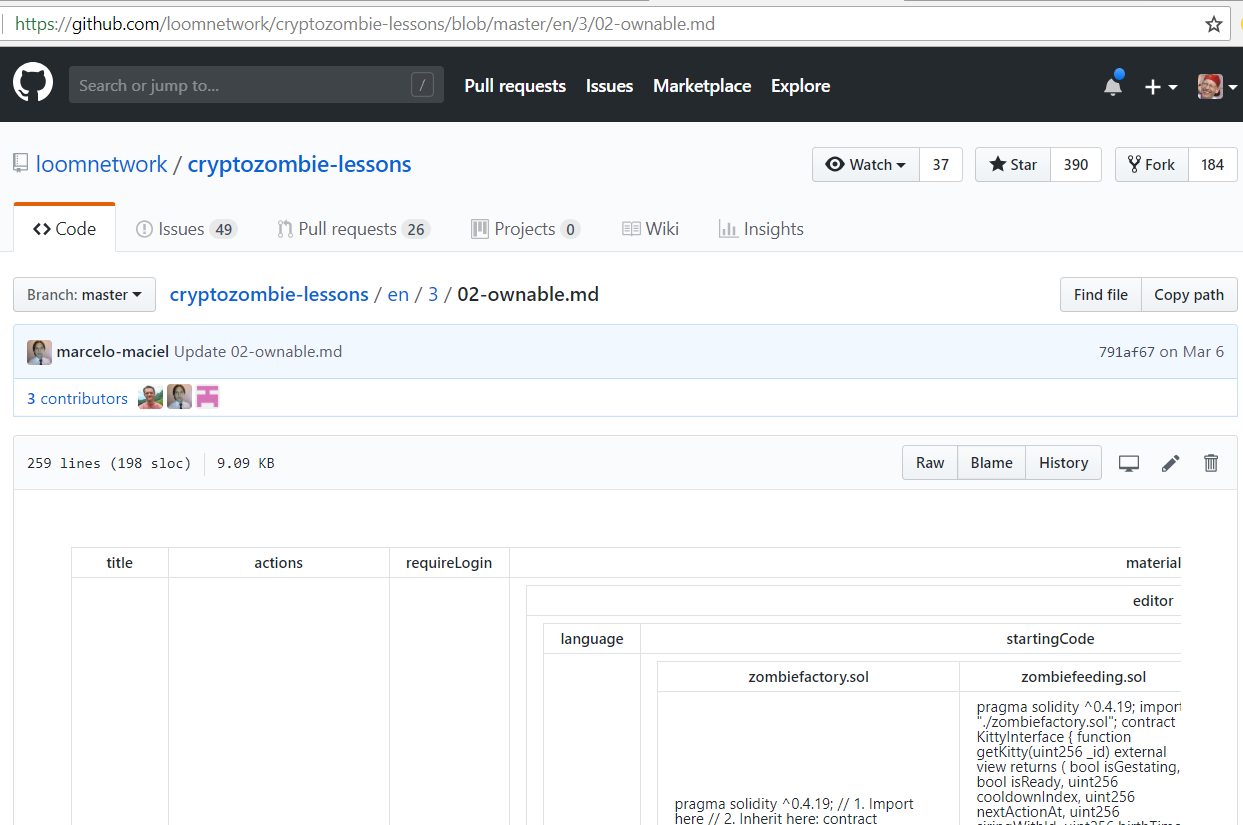 https://github.com/loomnetwork/cryptozombie-lessons/blob/master/en/3/02-ownable.md
Search or jump to... / Pull requests Issues Marketplace Explore
loomnetwork / cryptozombie-lessons Watch 37 Star 390 Fork 184
Code Issues 49 Pull requests 26 Projects 0 Wiki Insights
Branch: master cryptozombie-lessons / en / 3 / 02-ownable.md Find file Copy path
marcelo-maciel Update 02-ownable.md 791af67 on Mar 6
3 contributors
259 lines (198 sloc) 9.09 KB Raw Blame History
title actions requireLogin material
editor
language startingCode
zombiefactory.sol zombiefeeding.sol
pragma solidity ^0.4.19; import
"./zombiefactory.sol"; contract
KittyInterface { function
getKitty(uint256 _id) external
view returns ( bool isGestating,
bool isReady, uint256
cooldownIndex, uint256
pragma solidity ^0.4.19; // 1. Import
nextActionAt, uint256
here // 2. Inherit here: contract